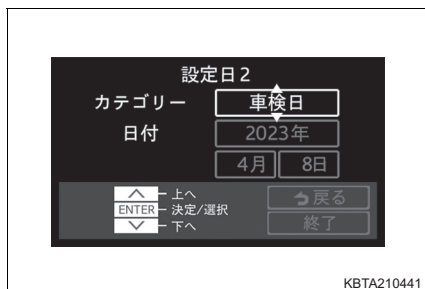 設定日2
カテゴリー 車検日
日付 2023年
4月 8日
上へ
ENTER 決定/選択
下へ
戻る
終了
KBTA210441